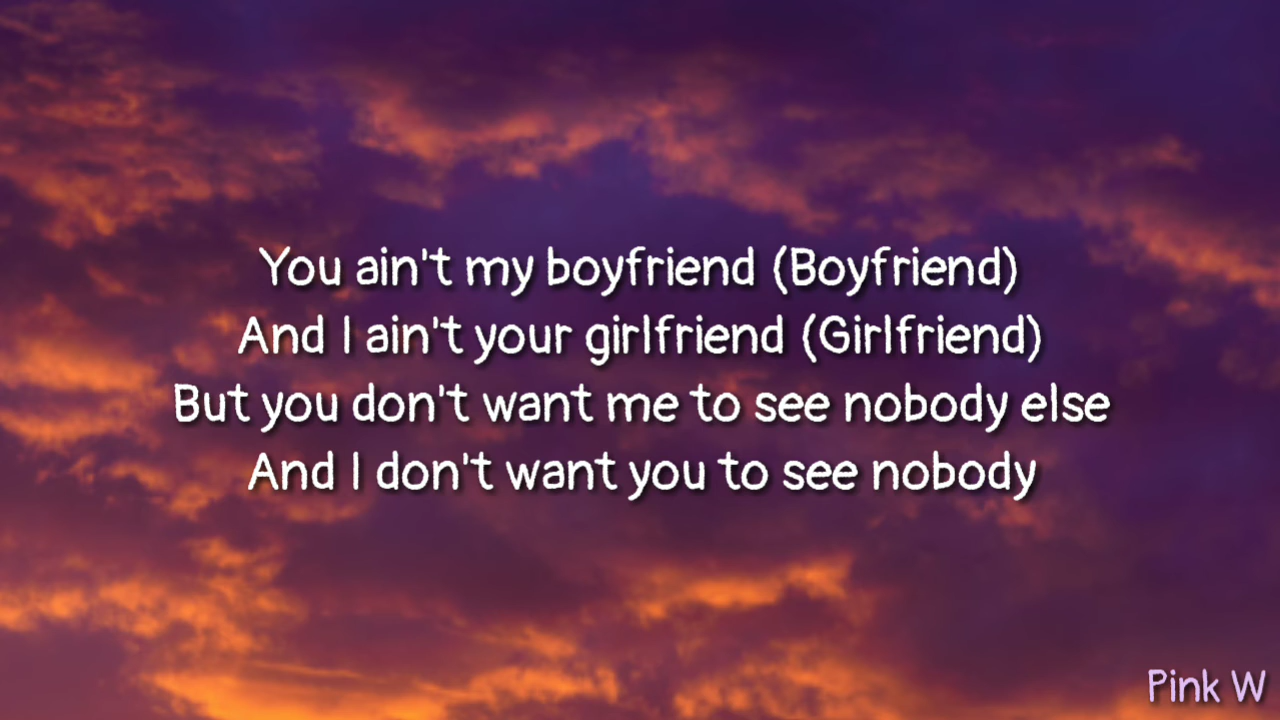 You ain't my boyfriend (Boyfriend)
And I ain't your girlfriend (Girlfriend)
But you don't want me to see nobody else
And I don't want you to see nobody
Pink W